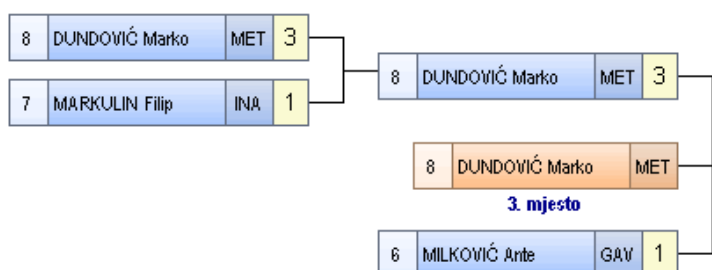 8 DUNDOVIĆ Marko MET 3
7 MARKULIN Filip INA 1
8 DUNDOVIĆ Marko MET 3
8 DUNDOVIĆ Marko MET
3. mjesto
6 MILKOVIĆ Ante GAV 1